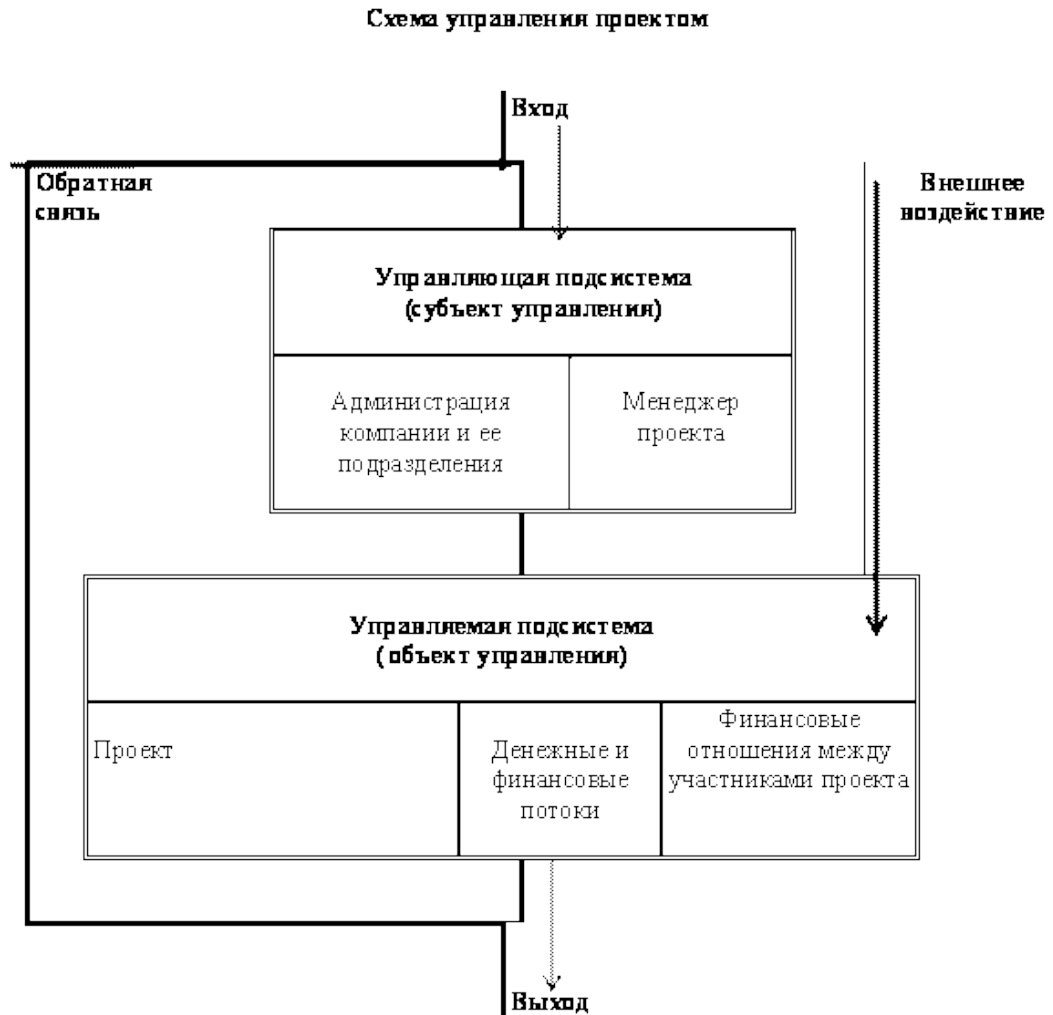 Схема управления проектом
Вход
Обратная
связь
Внешнее
воздействие
Управляющая подсистема
(субъект управления)
Администрация
компании и ее
подразделения
Менеджер
проекта
Управляемая подсистема
( объект управления)
Проект
Денежные и
финансовые
потоки
Финансовые
отношения между
участниками проекта
Выход